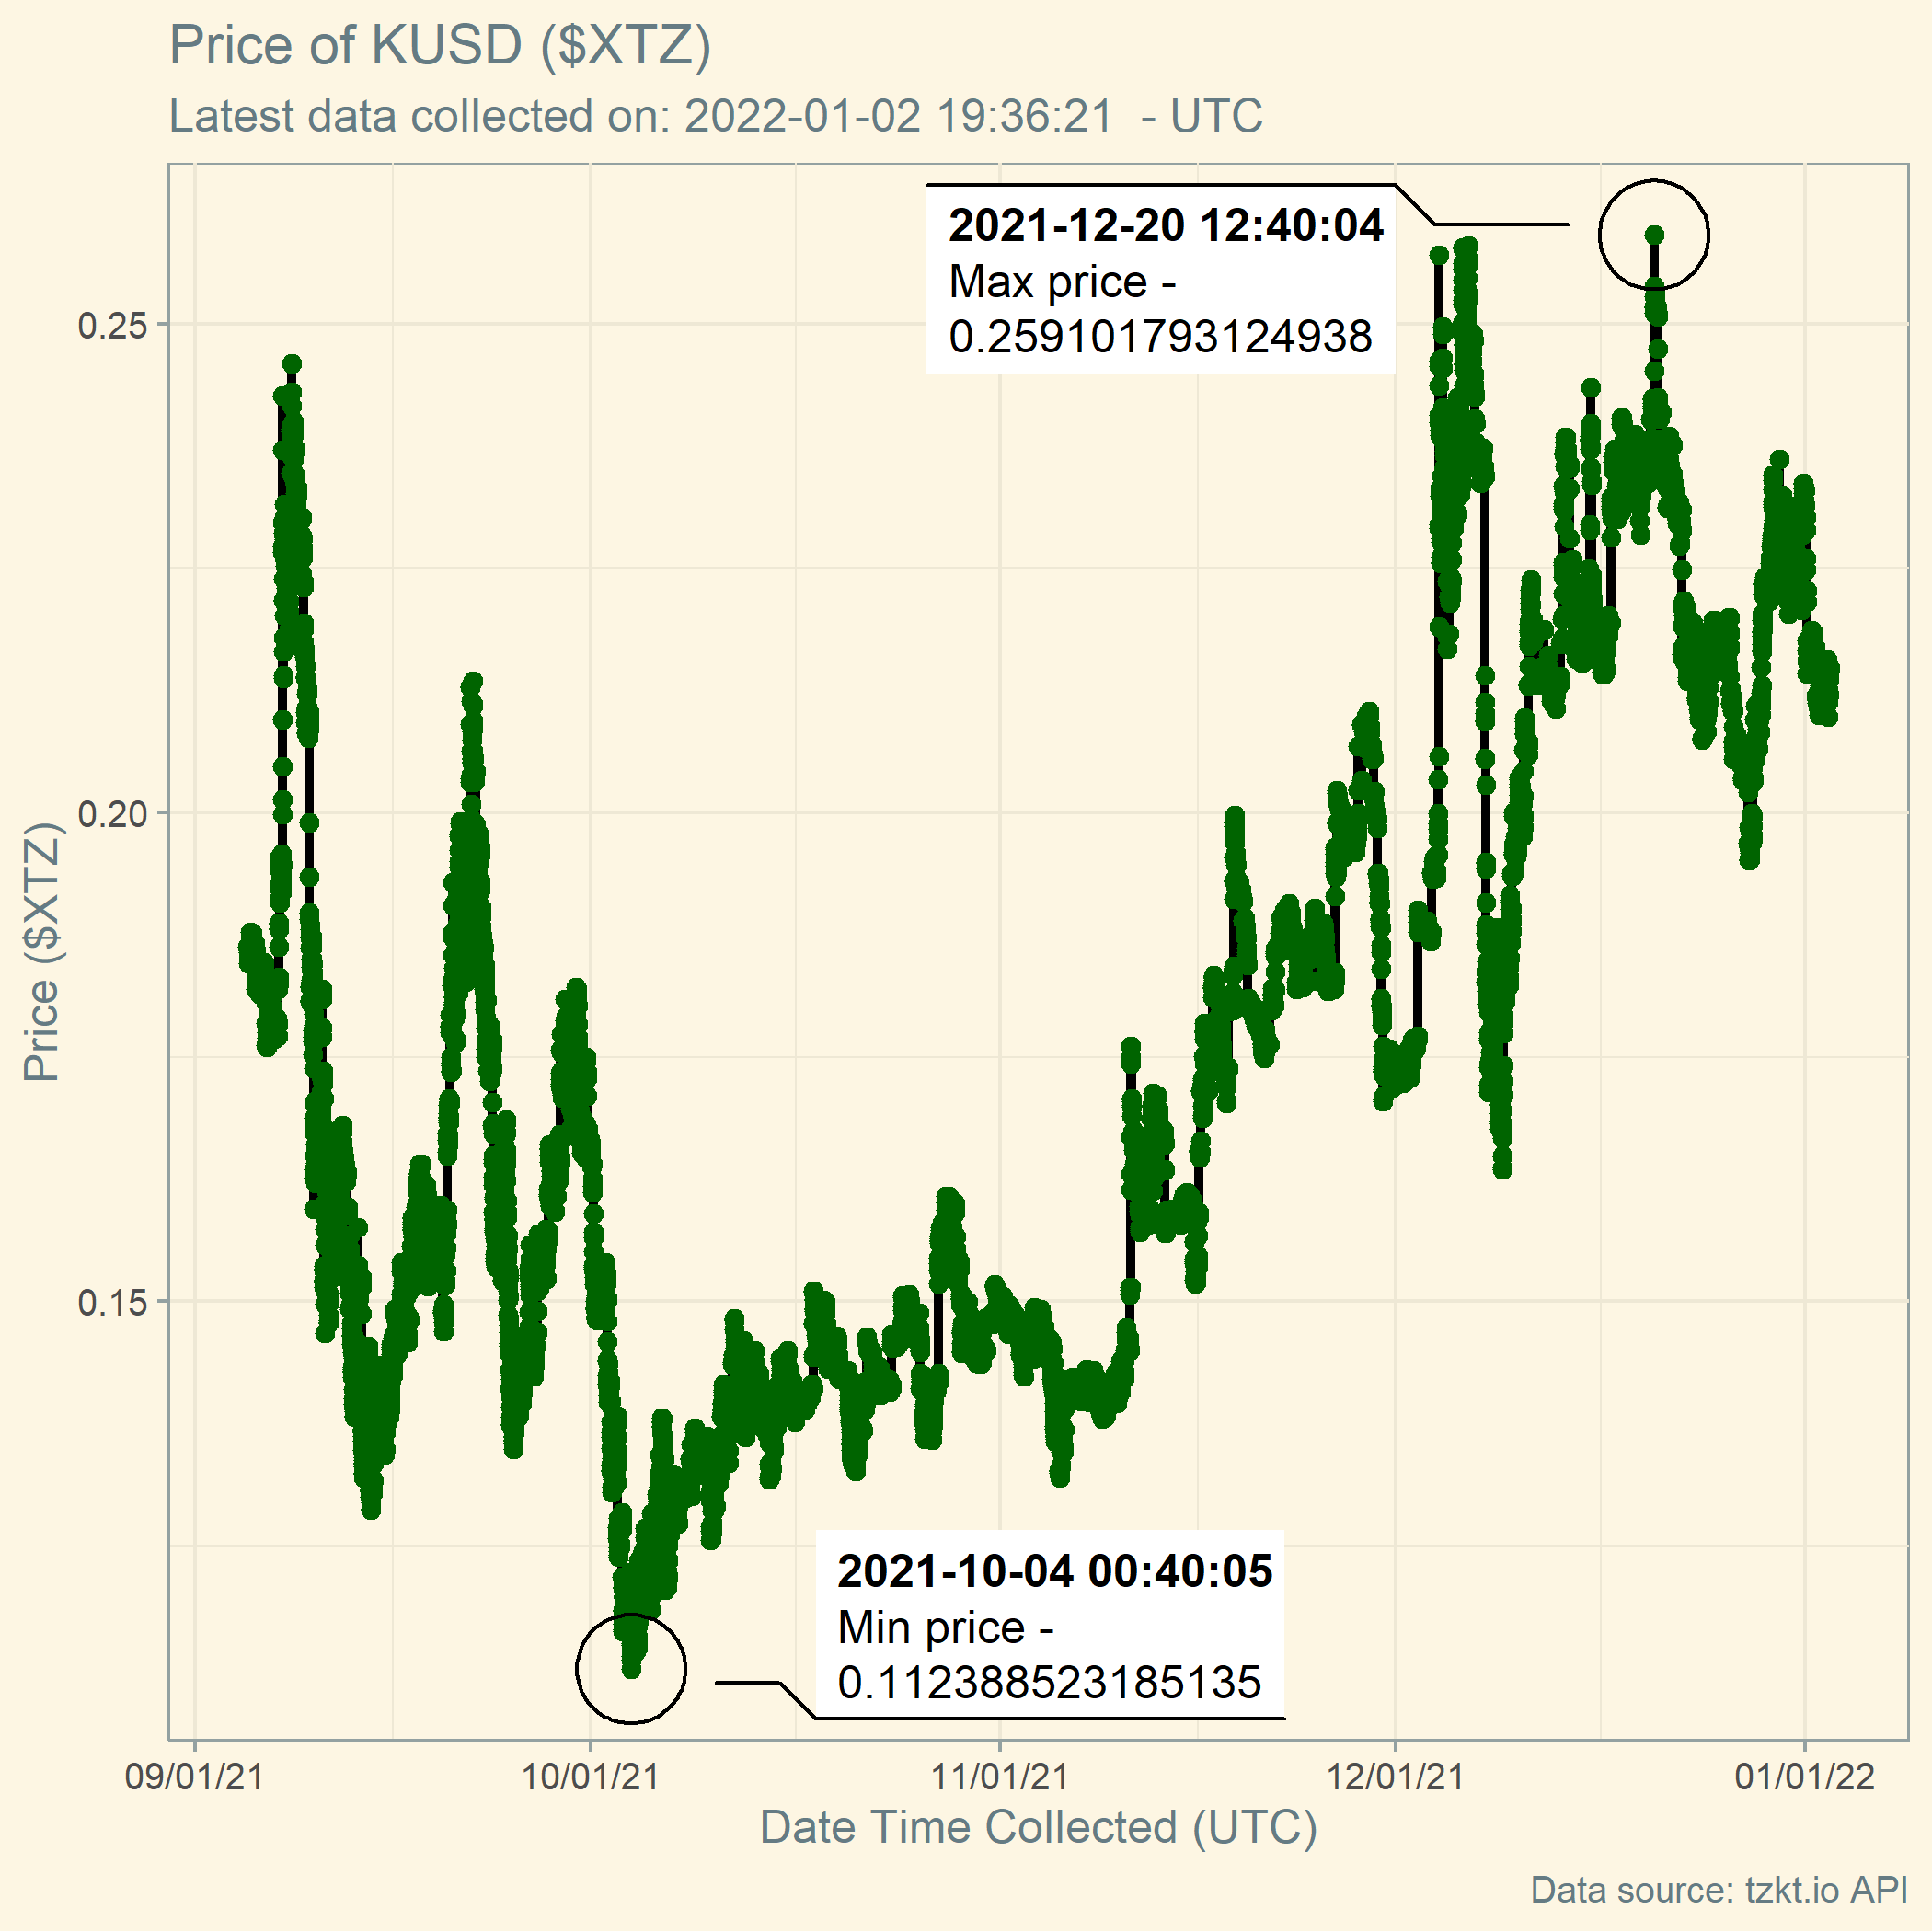 Price of KUSD ($XTZ)
Latest data collected on: 2022-01-02 19:36:21  - UTC
2021-12-20 12:40:04
Max price -
0.259101793124938
0.25
0.20
0.15
Price ($XTZ)
2021-10-04 00:40:05
Min price -
0.112388523185135
09/01/21
10/01/21
11/01/21
12/01/21
01/01/22
Date Time Collected (UTC)
Data source: tzkt.io API